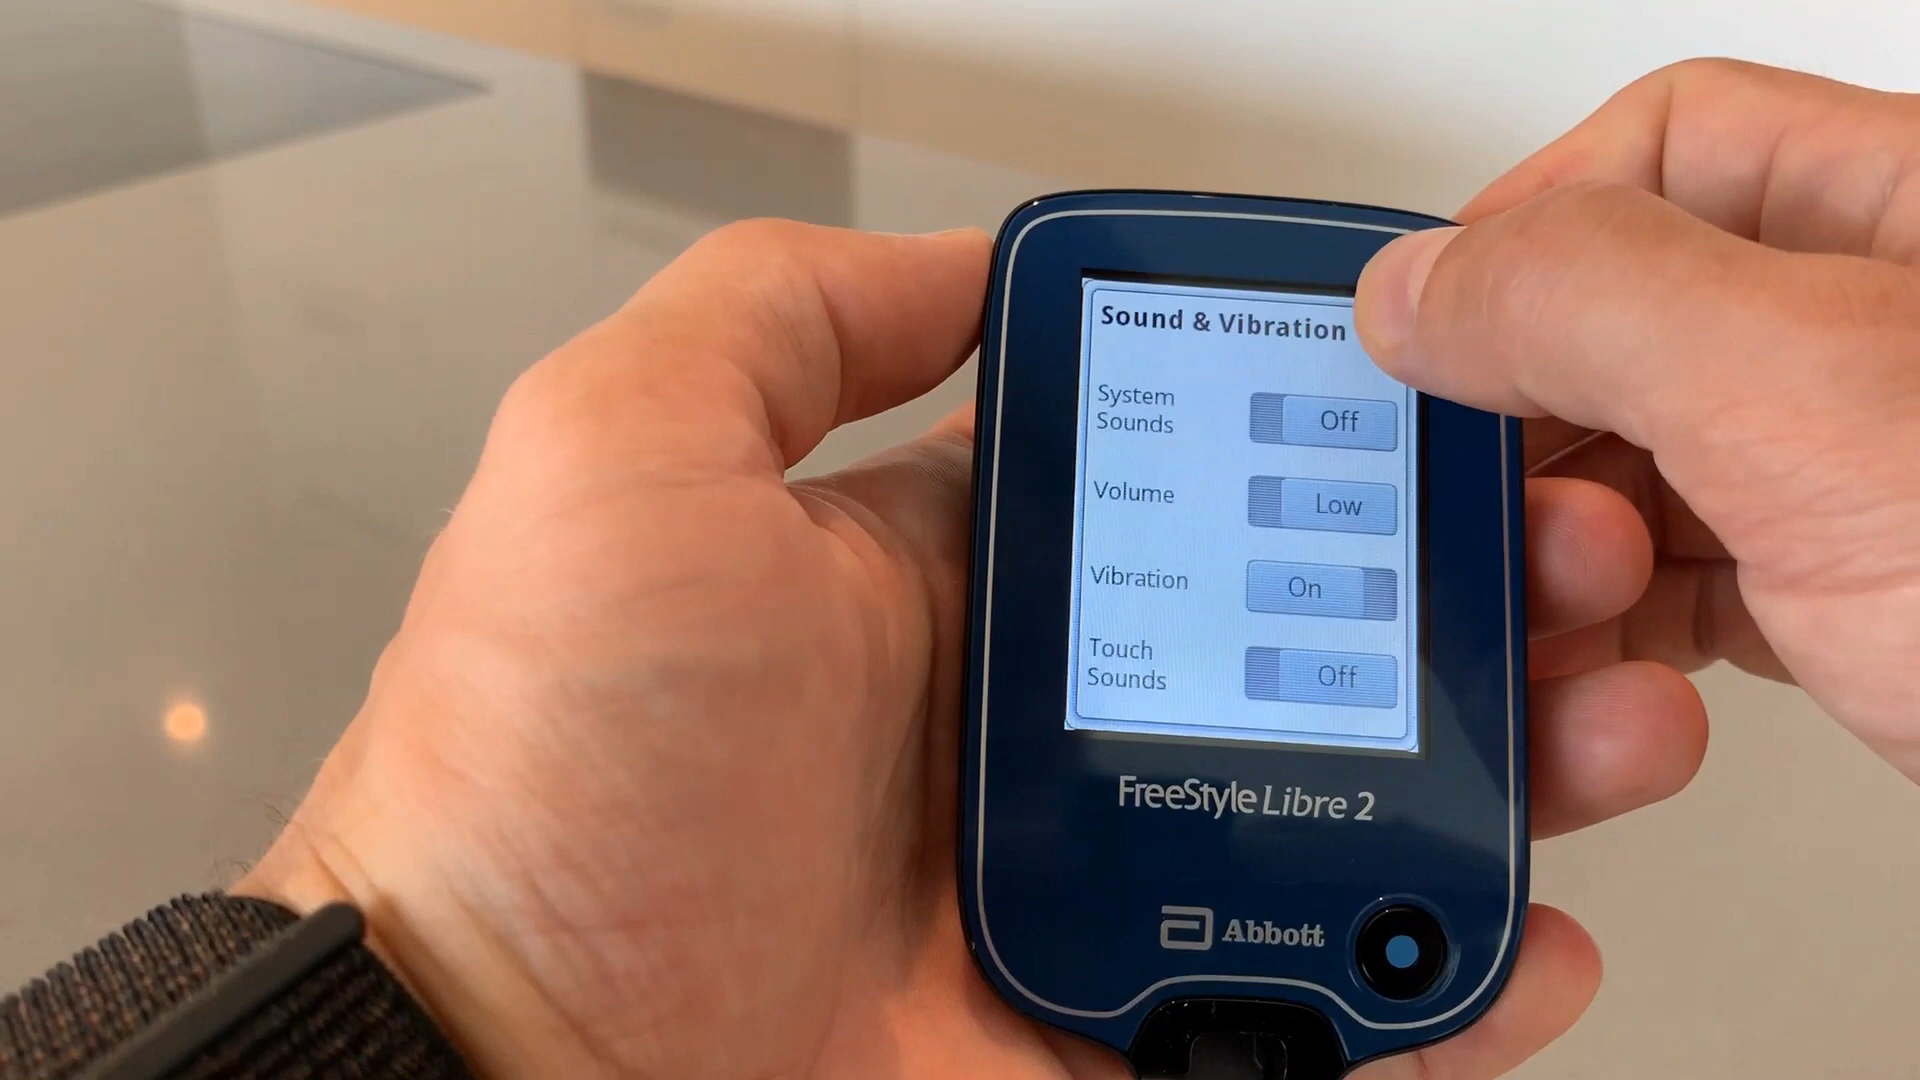 Sound & Vibration
System
Sounds
Off
Volume
Low
Vibration
On
Touch
Sounds
Off
FreeStyle Libre 2
Abbott